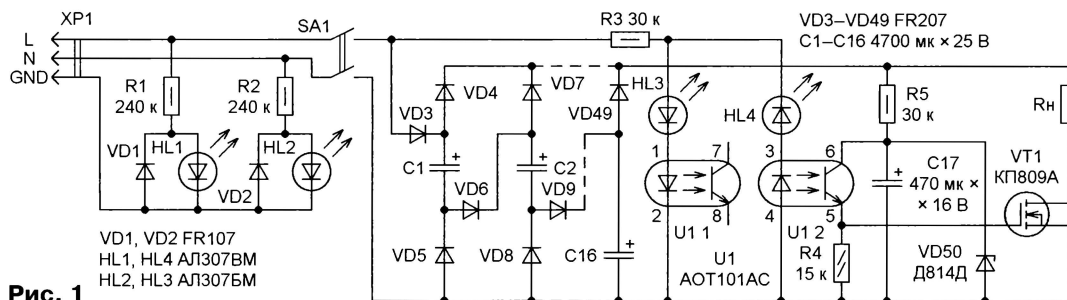 XP1
SA1
R3 30 к
VD3–VD49 FR207
C1–C16 4700 мк × 25 В
L
N
GND
R1
240 к
R2
240 к
VD4
VD7
VD49
HL3
HL4
R5
30 к
Rн
VD3
VD1
HL1
VD2
HL2
C1
+
VD6
C2
+
VD9
1
7
2
8
3
6
4
5
C17
470 мк ×
× 16 В
+
VT1
КП809А
VD1, VD2 FR107
HL1, HL4 АЛ307ВМ
HL2, HL3 АЛ307БМ
VD5
VD8
C16
+
U1 1
U1
АОТ101АС
U1 2
R4
15 к
VD50
Д814Д
Рис. 1